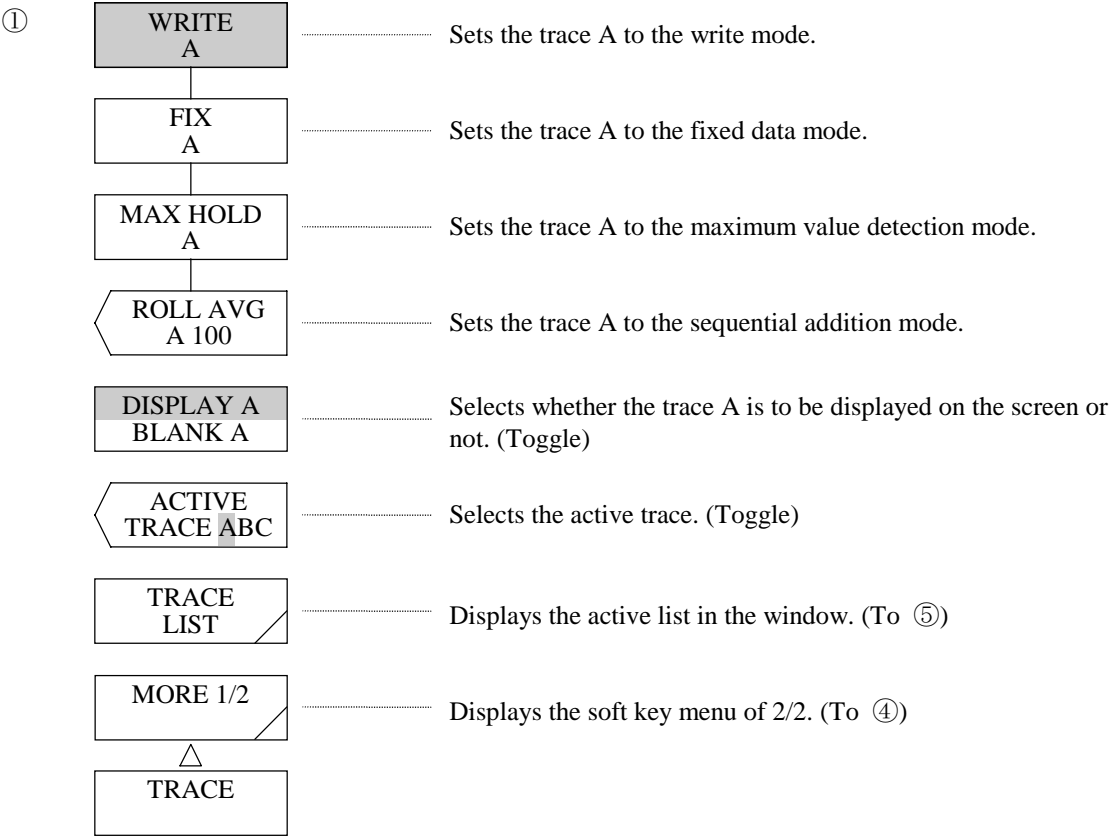 ①
WRITE
A
Sets the trace A to the write mode.
FIX
A
Sets the trace A to the fixed data mode.
MAX HOLD
A
Sets the trace A to the maximum value detection mode.
ROLL AVG
A 100
Sets the trace A to the sequential addition mode.
DISPLAY A
BLANK A
Selects whether the trace A is to be displayed on the screen or
not. (Toggle)
ACTIVE
TRACE ABC
Selects the active trace. (Toggle)
TRACE
LIST
Displays the active list in the window. (To ⑤)
MORE 1/2
Displays the soft key menu of 2/2. (To ④)
TRACE